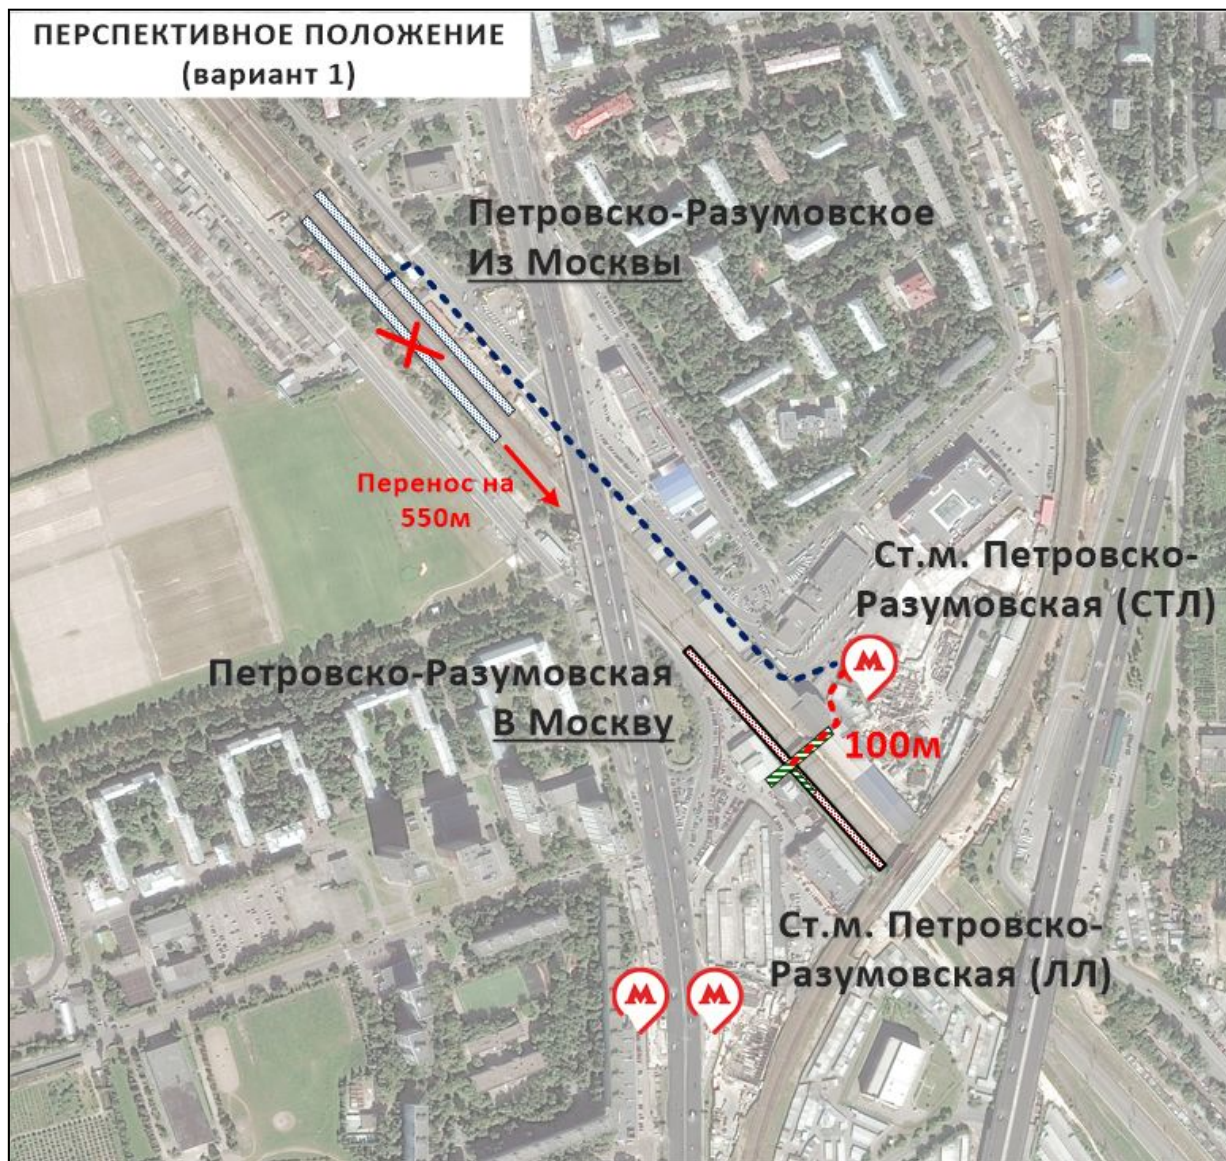 ПЕРСПЕКТИВНОЕ ПОЛОЖЕНИЕ
(вариант 1)
Петровско-Разумовское
Из Москвы
Перенос на
550м
Ст.м. Петровско-
Разумовская (СТЛ)
М
Петровско-Разумовская
В Москву
100м
Ст.м. Петровско-
Разумовская (ЛЛ)
М
М